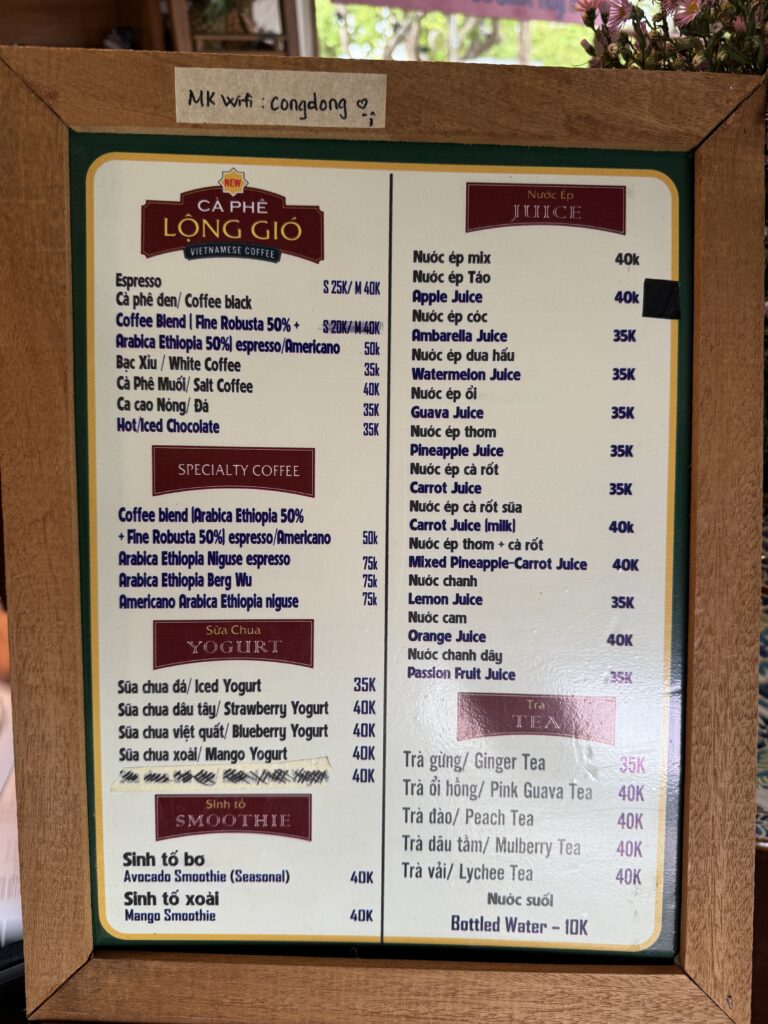 MK Wifi : congdong
NEW
CÀ PHÊ
LỘNG GIÓ
VIETNAMESE COFFEE
Espresso S 25K/ M 40K
Cà phê đen/ Coffee black
Coffee Blend | Fine Robusta 50% + S 20K/ M 40K
Arabica Ethiopia 50%| espresso/Americano 50k
Bạc Xỉu / White Coffee 35k
Cà Phê Muối/ Salt Coffee 40K
Ca cao Nóng/ Đá 35K
Hot/Iced Chocolate 35K
SPECIALTY COFFEE
Coffee blend |Arabica Ethiopia 50%
+ Fine Robusta 50%| espresso/Americano 50k
Arabica Ethiopia Niguse espresso 75k
Arabica Ethiopia Berg Wu 75k
Americano Arabica Ethiopia niguse 75k
Sữa Chua
YOGURT
Sữa chua đá/ Iced Yogurt 35K
Sữa chua dâu tây/ Strawberry Yogurt 40K
Sữa chua việt quất/ Blueberry Yogurt 40K
Sữa chua xoài/ Mango Yogurt 40K
40K
Sinh tố
SMOOTHIE
Sinh tố bơ
Avocado Smoothie (Seasonal) 40K
Sinh tố xoài
Mango Smoothie 40K
Nước Ép
JUICE
Nước ép mix 40k
Nước ép Táo
Apple Juice 40k
Nước ép cóc
Ambarella Juice 35K
Nước ép dưa hấu
Watermelon Juice 35K
Nước ép ổi
Guava Juice 35K
Nước ép thơm
Pineapple Juice 35K
Nước ép cà rốt
Carrot Juice 35K
Nước ép cà rốt sữa
Carrot Juice (milk) 40k
Nước ép thơm + cà rốt
Mixed Pineapple-Carrot Juice 40K
Nước chanh
Lemon Juice 35K
Nước cam
Orange Juice 40K
Nước chanh dây
Passion Fruit Juice 35K
Trà
TEA
Trà gừng/ Ginger Tea 35K
Trà ổi hồng/ Pink Guava Tea 40K
Trà đào/ Peach Tea 40K
Trà dâu tằm/ Mulberry Tea 40K
Trà vải/ Lychee Tea 40K
Nước suối
Bottled Water – 10K